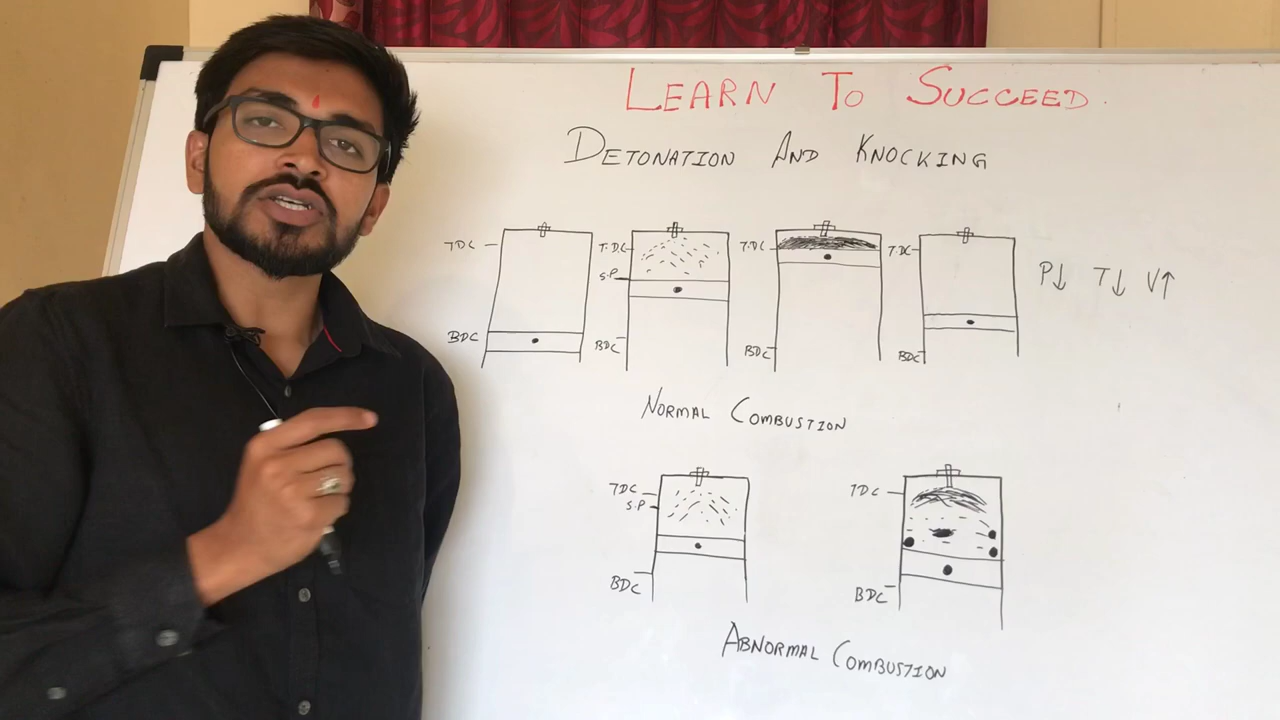 LEARN TO SUCCEED
DETONATION AND KNOCKING
TDC
BDC
T.DC
S.P
BDC
T.DC
BDC
T.DC
BDC
P↓ T↓ V↑
NORMAL COMBUSTION
TDC
S.P
BDC
TDC
BDC
ABNORMAL COMBUSTION